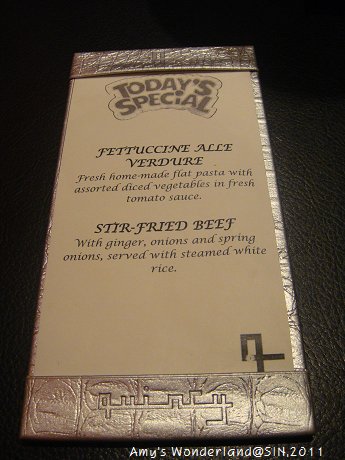 TODAY'S
SPECIAL
FETTUCCINE ALLE
VERDURE
Fresh home-made flat pasta with
assorted diced vegetables in fresh
tomato sauce.
STIR-FRIED BEEF
With ginger, onions and spring
onions, served with steamed white
rice.
quincy
Amy's Wonderland@SIN,2011